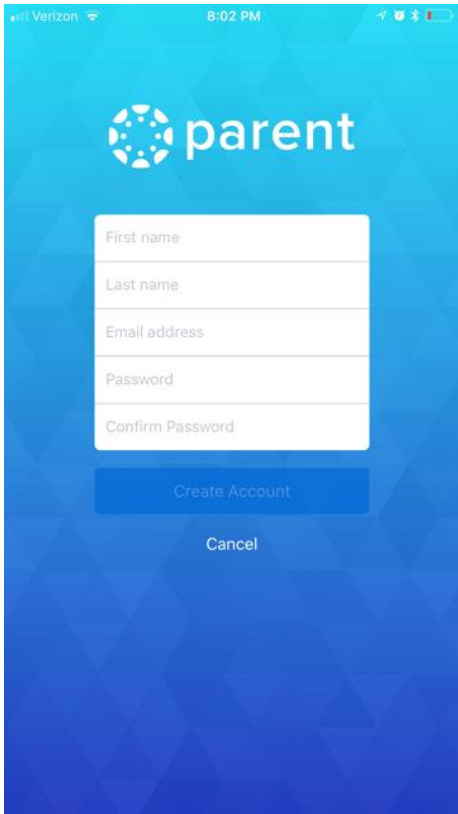 Verizon 8:02 PM
parent
First name
Last name
Email address
Password
Confirm Password
Create Account
Cancel